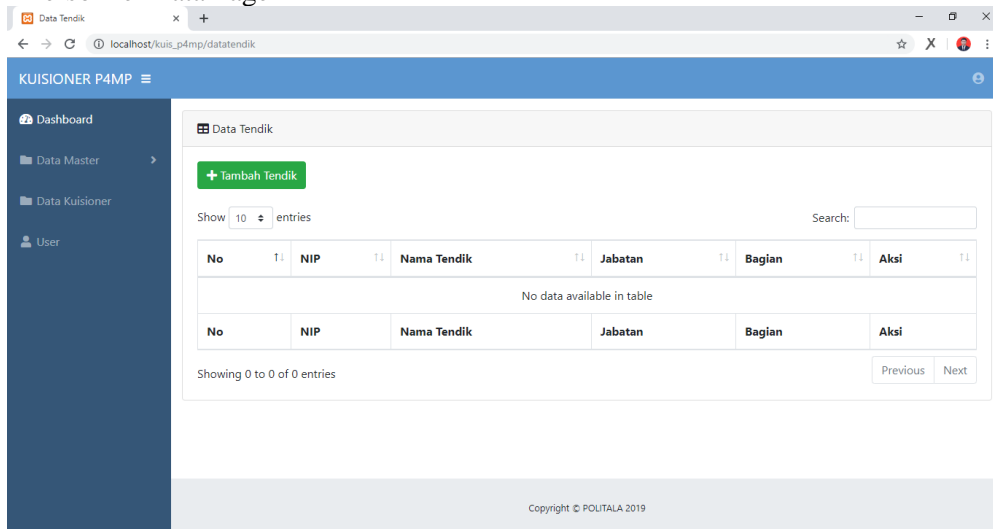 Data Tendik
localhost/kuis_p4mp/datatendik
KUISIONER P4MP
Dashboard
Data Master
Data Kuisioner
User
Data Tendik
Tambah Tendik
Show 10 entries
Search:
No NIP Nama Tendik Jabatan Bagian Aksi
No data available in table
No NIP Nama Tendik Jabatan Bagian Aksi
Showing 0 to 0 of 0 entries
Previous Next
Copyright © POLITALA 2019